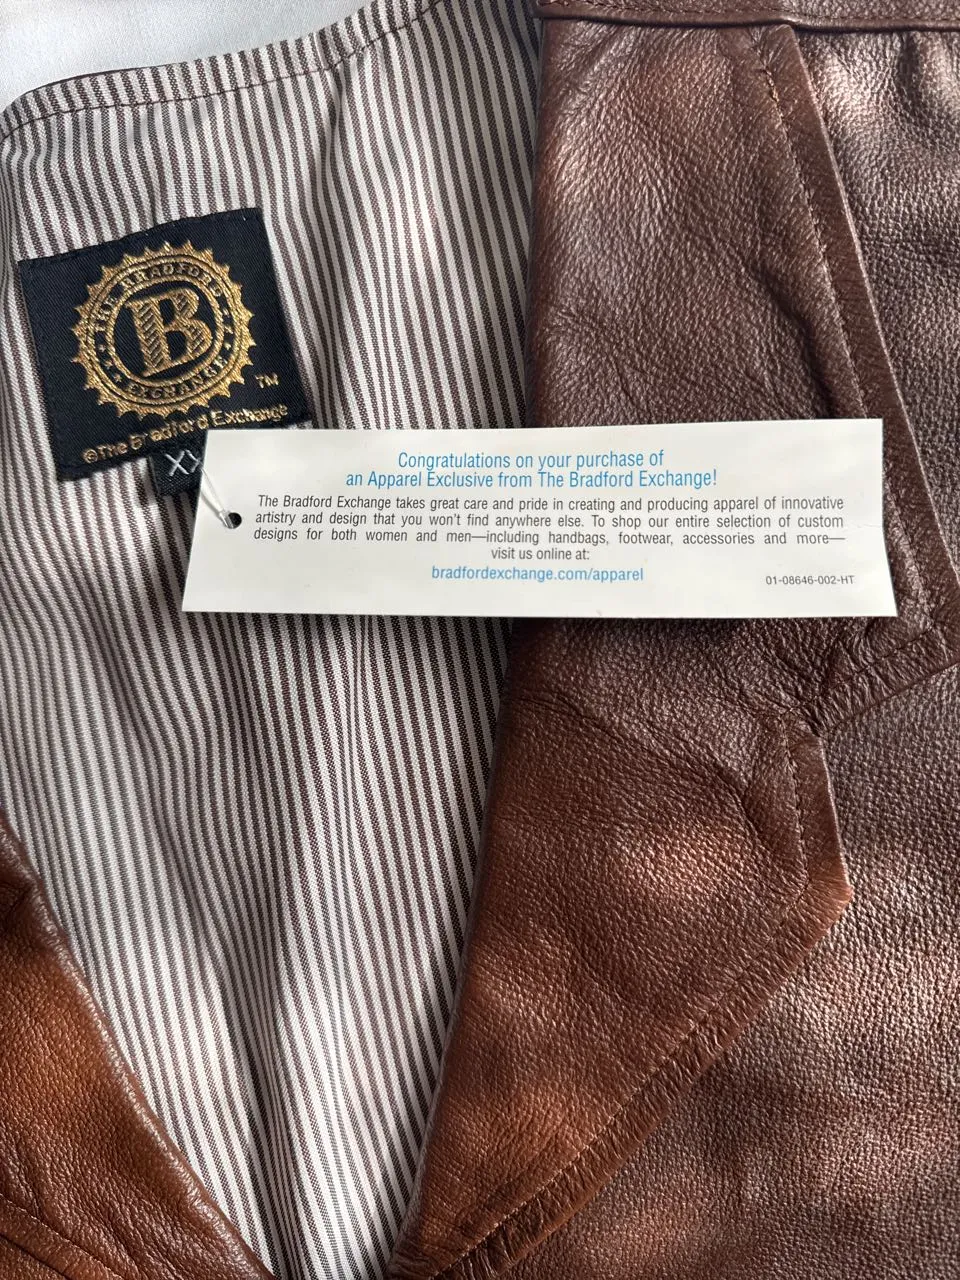 THE BRADFORD
B
EXCHANGE
TM
©The Bradford Exchange
XX
Congratulations on your purchase of
an Apparel Exclusive from The Bradford Exchange!
The Bradford Exchange takes great care and pride in creating and producing apparel of innovative
artistry and design that you won't find anywhere else. To shop our entire selection of custom
designs for both women and men—including handbags, footwear, accessories and more—
visit us online at:
bradfordexchange.com/apparel
01-08646-002-HT